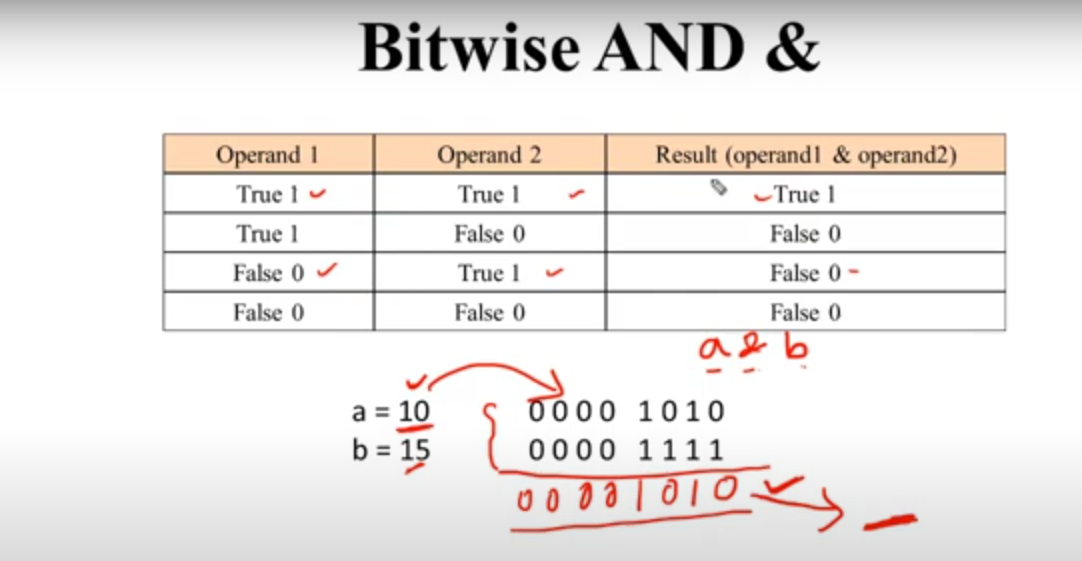 Bitwise AND &
Operand 1 Operand 2 Result (operand1 & operand2)
True 1 True 1 True 1
True 1 False 0 False 0
False 0 True 1 False 0
False 0 False 0 False 0
a & b
a = 10 0000 1010
b = 15 0000 1111
00001010